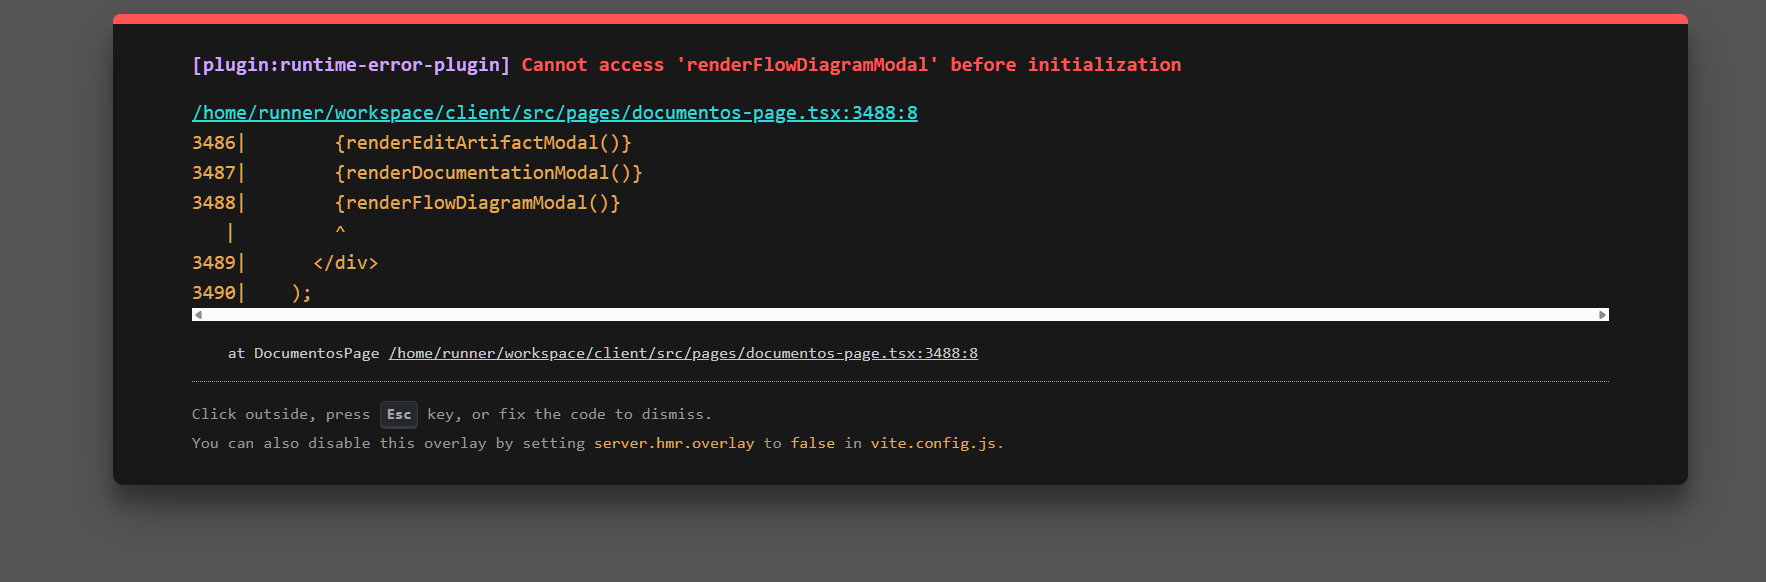 [plugin:runtime-error-plugin] Cannot access 'renderFlowDiagramModal' before initialization
/home/runner/workspace/client/src/pages/documentos-page.tsx:3488:8
3486|        {renderEditArtifactModal()}
3487|        {renderDocumentationModal()}
3488|        {renderFlowDiagramModal()}
|        ^
3489|      </div>
3490|    );
at DocumentosPage /home/runner/workspace/client/src/pages/documentos-page.tsx:3488:8
Click outside, press Esc key, or fix the code to dismiss.
You can also disable this overlay by setting server.hmr.overlay to false in vite.config.js.